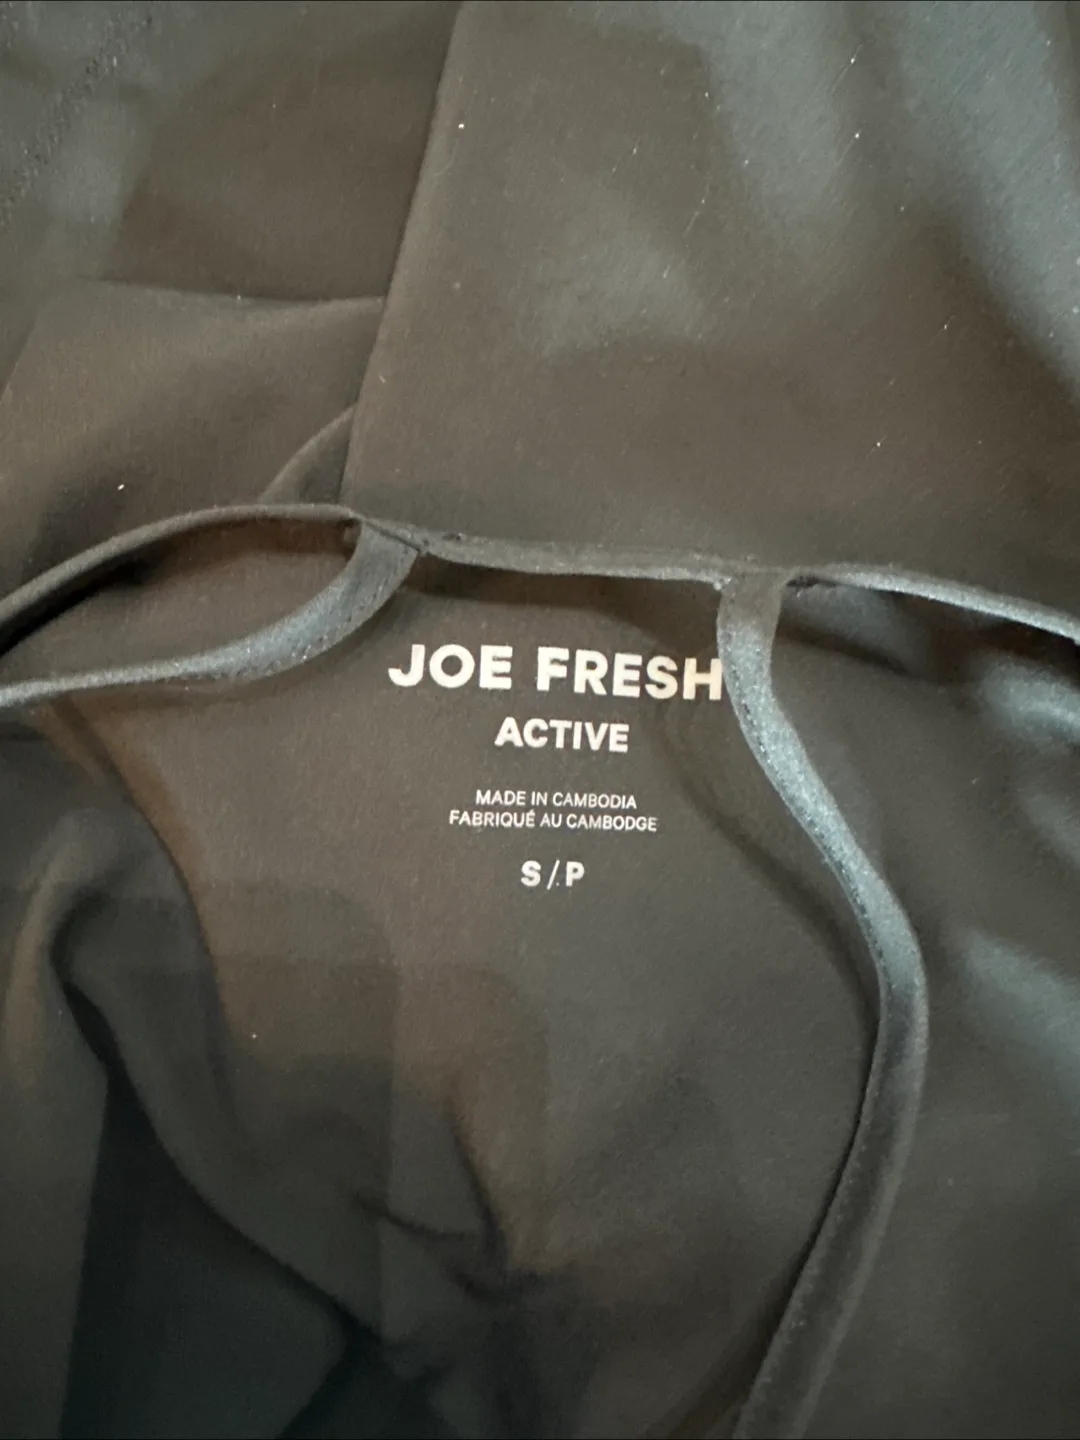 JOE FRESH
ACTIVE
MADE IN CAMBODIA
FABRIQUÉ AU CAMBODGE
S/P